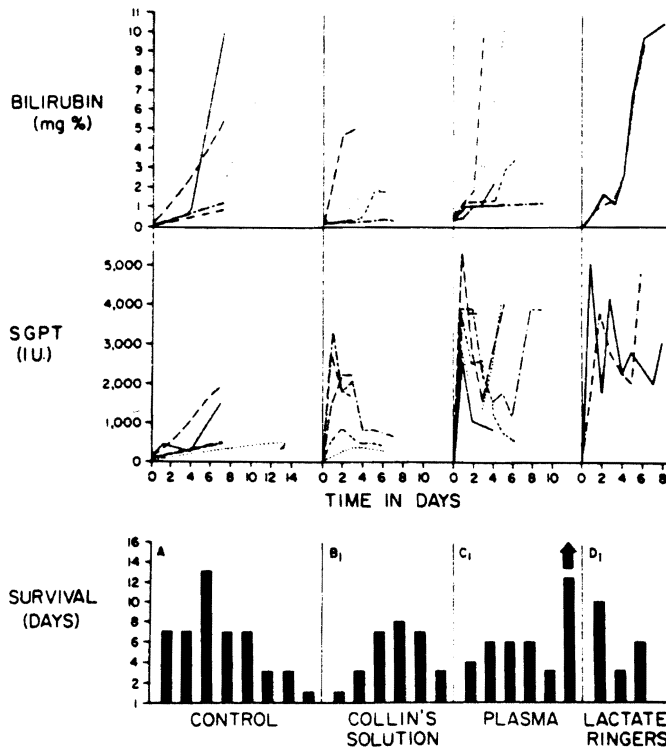 BILIRUBIN
(mg %)
11
10
9
8
7
6
5
4
3
2
1
0
SGPT
(I.U.)
5,000
4,000
3,000
2,000
1,000
0
0 2 4 6 8 10 12 14 0 2 4 6 8 10 0 2 4 6 8 10 0 2 4 6 8
TIME IN DAYS
SURVIVAL
(DAYS)
16
14
12
10
8
6
4
2
1
A B₁ C₁ D₁
CONTROL COLLIN'S SOLUTION PLASMA LACTATE RINGERS